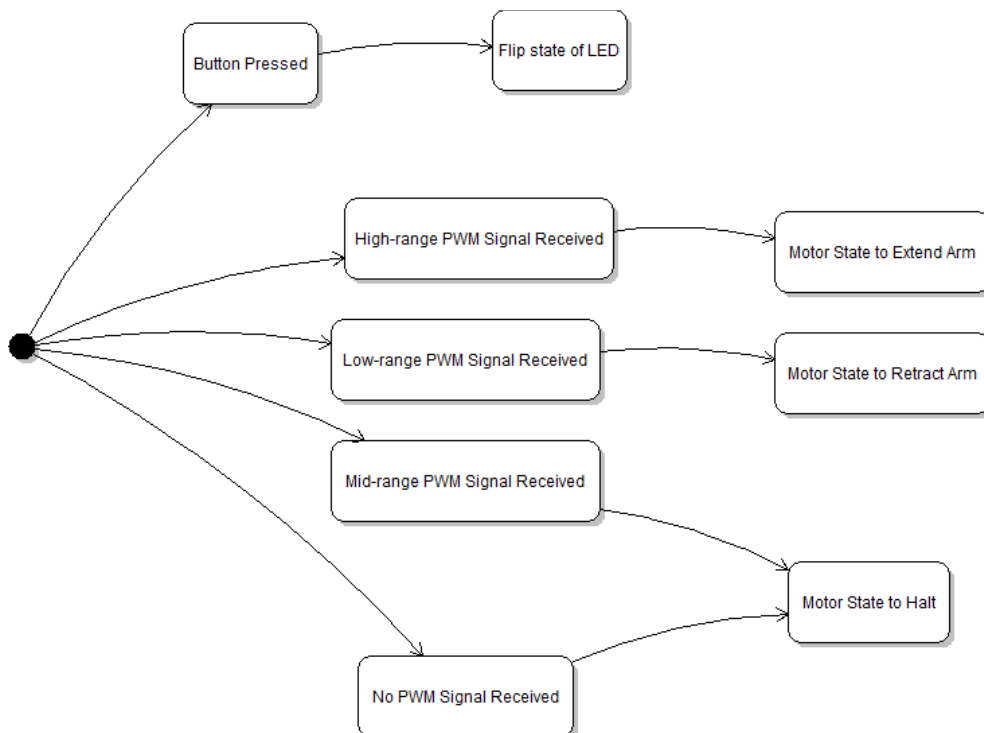 Button Pressed
Flip state of LED
High-range PWM Signal Received
Motor State to Extend Arm
Low-range PWM Signal Received
Motor State to Retract Arm
Mid-range PWM Signal Received
Motor State to Halt
No PWM Signal Received